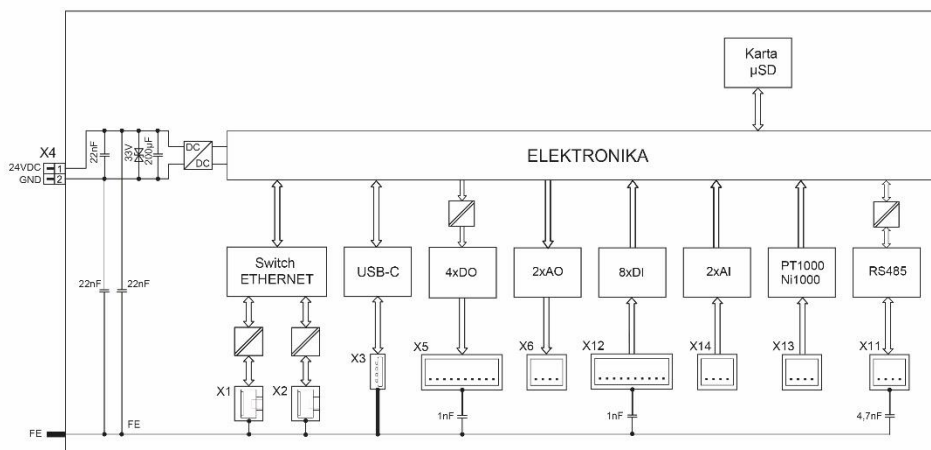 Karta
µSD
X4
24VDC
1
GND
2
22nF
33V
200µF
DC
DC
ELEKTRONIKA
22nF
22nF
Switch
ETHERNET
USB-C
4xDO
2xAO
8xDI
2xAI
PT1000
Ni1000
RS485
X1
X2
X3
X5
X6
X12
X14
X13
X11
1nF
1nF
4,7nF
FE
FE